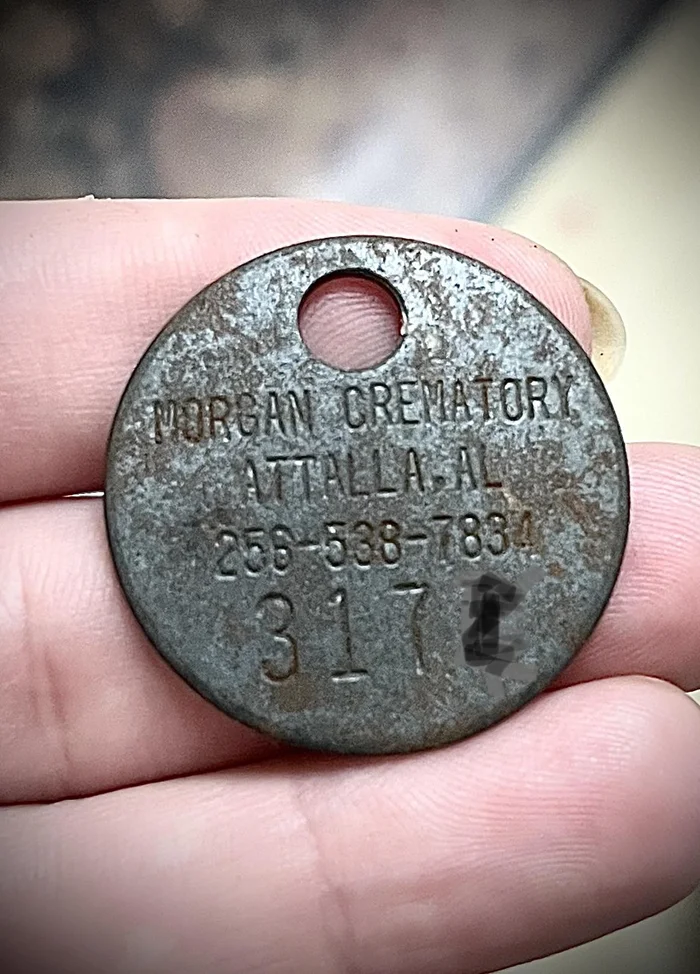 MORGAN CREMATORY
ATTALLA, AL
256-538-7834
317